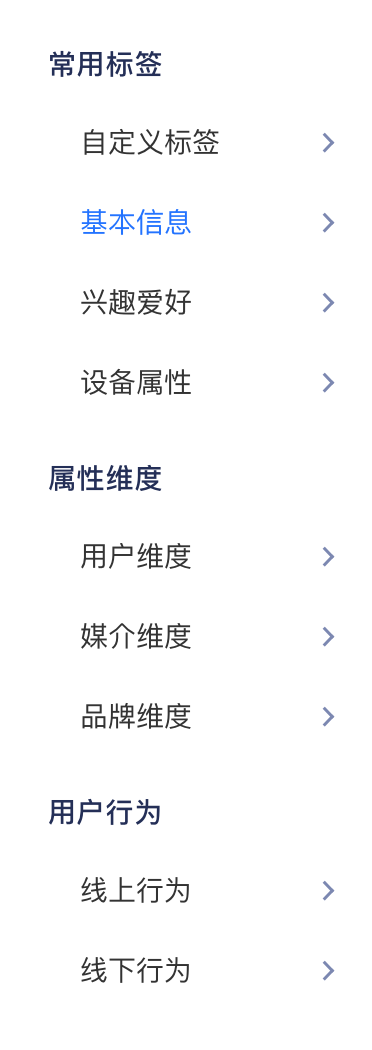 常用标签
自定义标签
基本信息
兴趣爱好
设备属性
属性维度
用户维度
媒介维度
品牌维度
用户行为
线上行为
线下行为